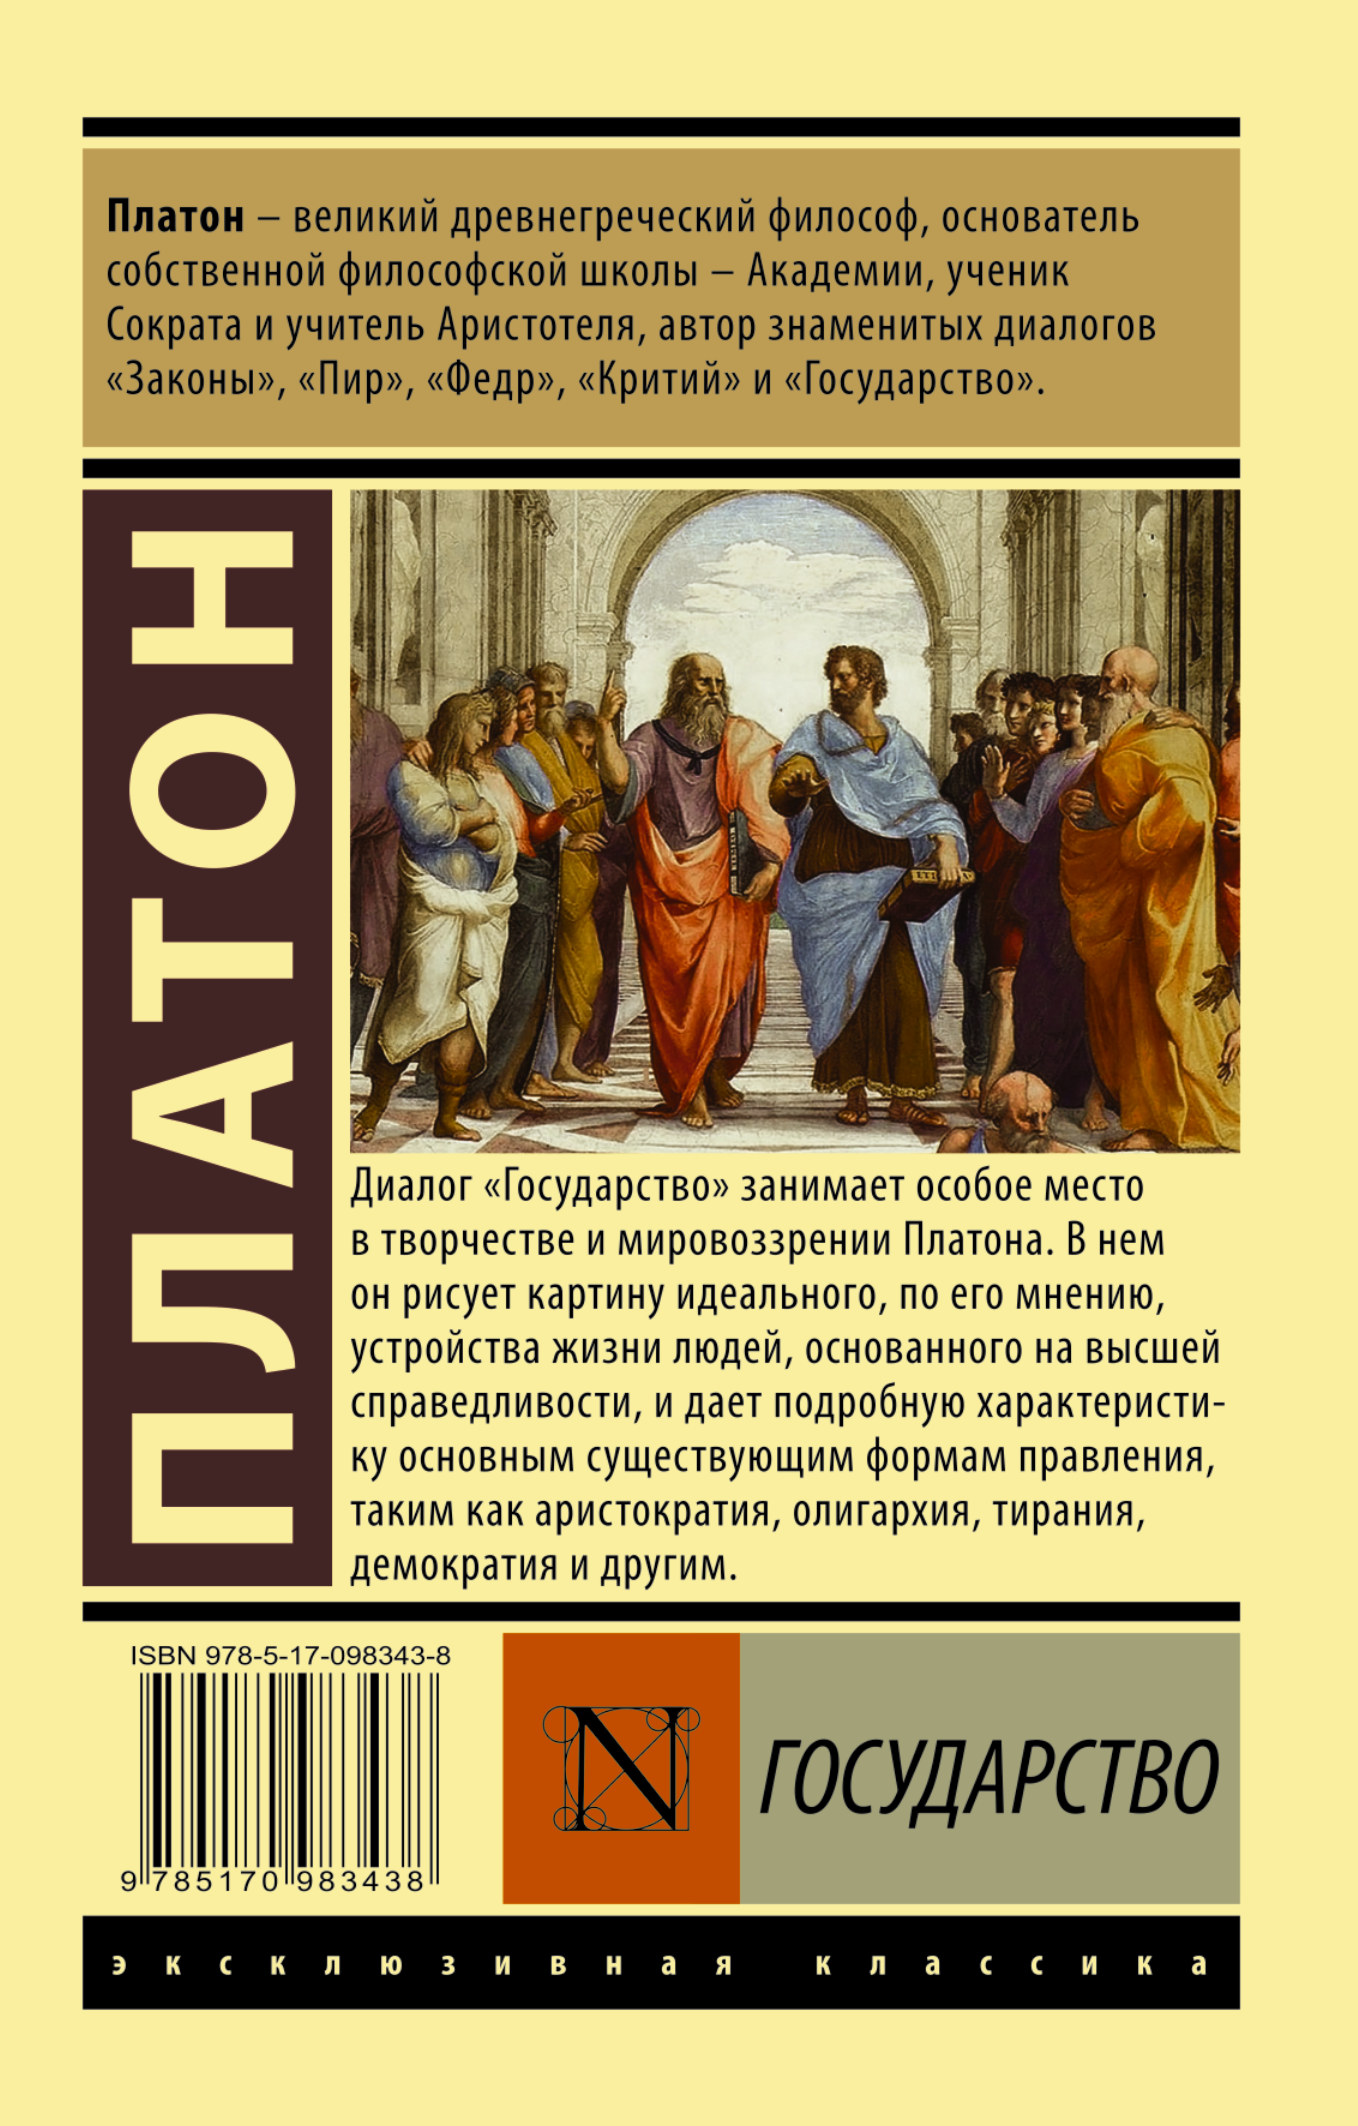 Платон – великий древнегреческий философ, основатель
собственной философской школы – Академии, ученик
Сократа и учитель Аристотеля, автор знаменитых диалогов
«Законы», «Пир», «Федр», «Критий» и «Государство».
ПЛАТОН
Диалог «Государство» занимает особое место
в творчестве и мировоззрении Платона. В нем
он рисует картину идеального, по его мнению,
устройства жизни людей, основанного на высшей
справедливости, и дает подробную характеристи-
ку основным существующим формам правления,
таким как аристократия, олигархия, тирания,
демократия и другим.
ISBN 978-5-17-098343-8
9 785170 983438
N
ГОСУДАРСТВО
эксклюзивная классика